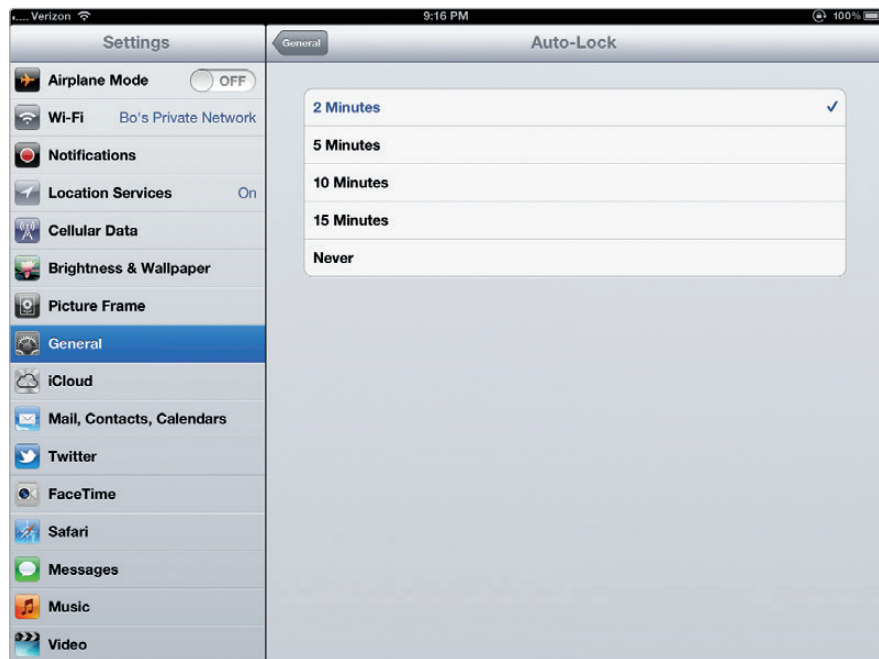 ..... Verizon 9:16 PM 100%
Settings
General Auto-Lock
Airplane Mode OFF
Wi-Fi Bo's Private Network
Notifications
Location Services On
Cellular Data
Brightness & Wallpaper
Picture Frame
General
iCloud
Mail, Contacts, Calendars
Twitter
FaceTime
Safari
Messages
Music
Video
2 Minutes
5 Minutes
10 Minutes
15 Minutes
Never